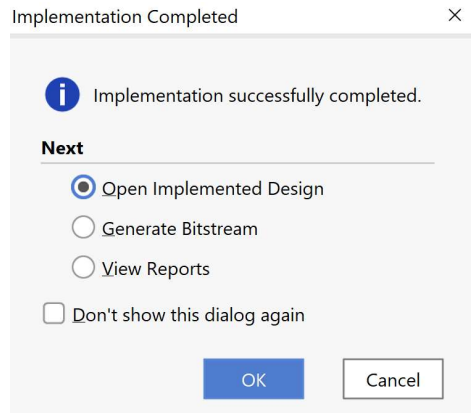 Implementation Completed
Implementation successfully completed.
Next
Open Implemented Design
Generate Bitstream
View Reports
Don't show this dialog again
OK
Cancel